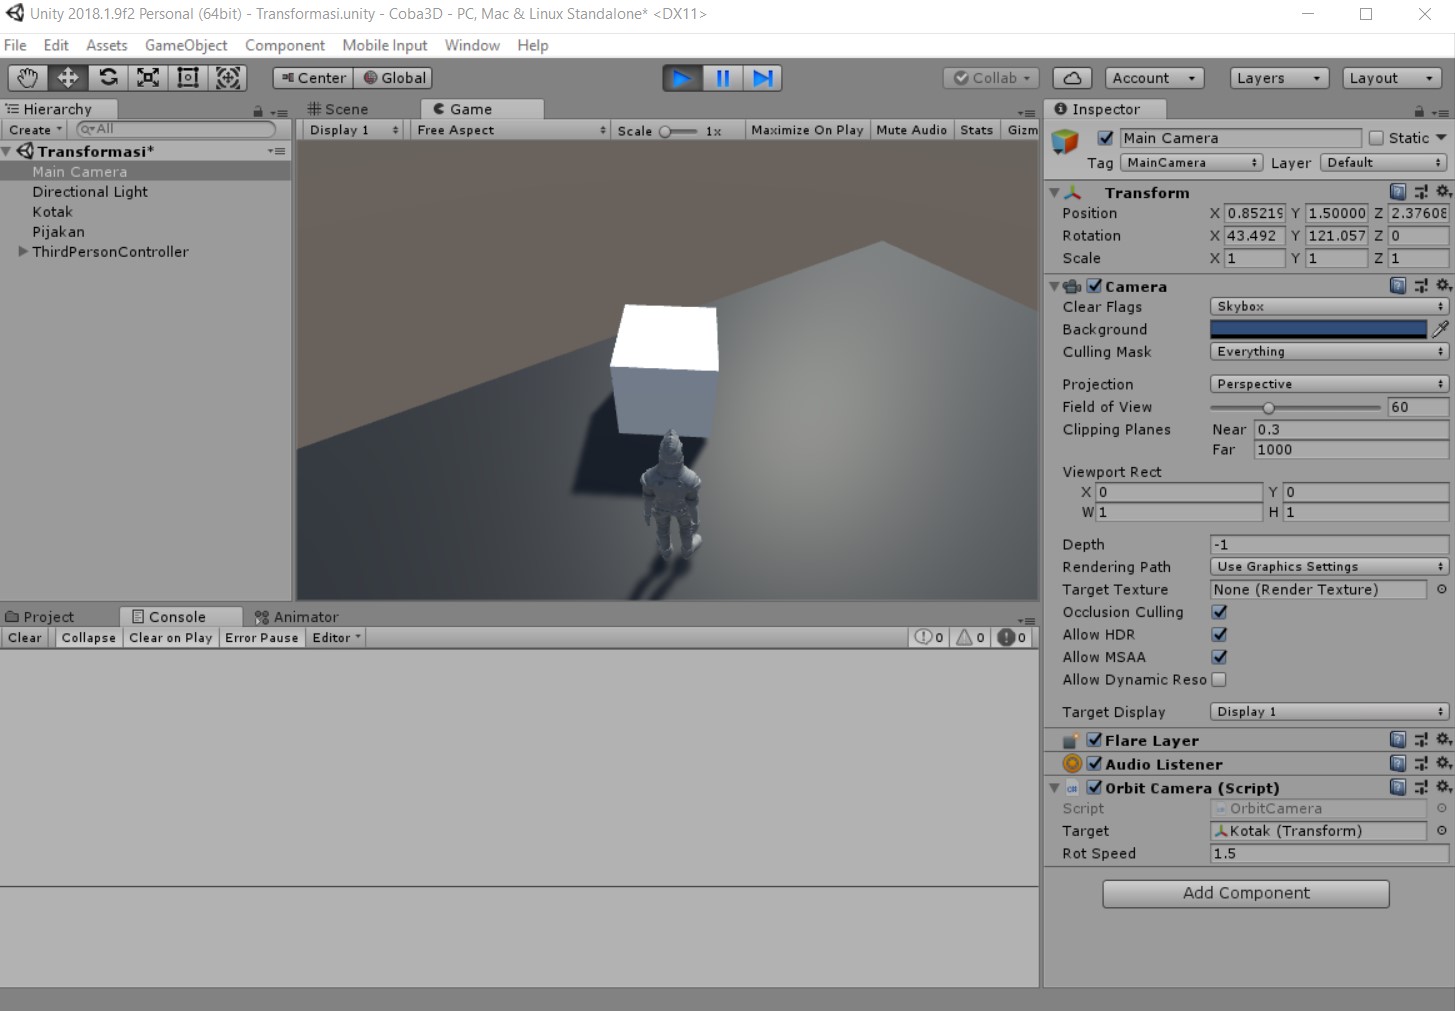 Unity 2018.1.9f2 Personal (64bit) - Transformasi.unity - Coba3D - PC, Mac & Linux Standalone* <DX11>
File Edit Assets GameObject Component Mobile Input Window Help
Center Global Collab Account Layers Layout
Hierarchy
Create All
Transformasi*
Main Camera
Directional Light
Kotak
Pijakan
ThirdPersonController
Scene Game
Display 1 Free Aspect Scale 1x Maximize On Play Mute Audio Stats Gizm
Project Console Animator
Clear Collapse Clear on Play Error Pause Editor 0 0 0
Inspector
Main Camera Static
Tag MainCamera Layer Default
Transform
Position X 0.85219 Y 1.50000 Z 2.37608
Rotation X 43.492 Y 121.057 Z 0
Scale X 1 Y 1 Z 1
Camera
Clear Flags Skybox
Background
Culling Mask Everything
Projection Perspective
Field of View 60
Clipping Planes Near 0.3
Far 1000
Viewport Rect
X 0 Y 0
W 1 H 1
Depth -1
Rendering Path Use Graphics Settings
Target Texture None (Render Texture)
Occlusion Culling
Allow HDR
Allow MSAA
Allow Dynamic Reso
Target Display Display 1
Flare Layer
Audio Listener
Orbit Camera (Script)
Script OrbitCamera
Target Kotak (Transform)
Rot Speed 1.5
Add Component